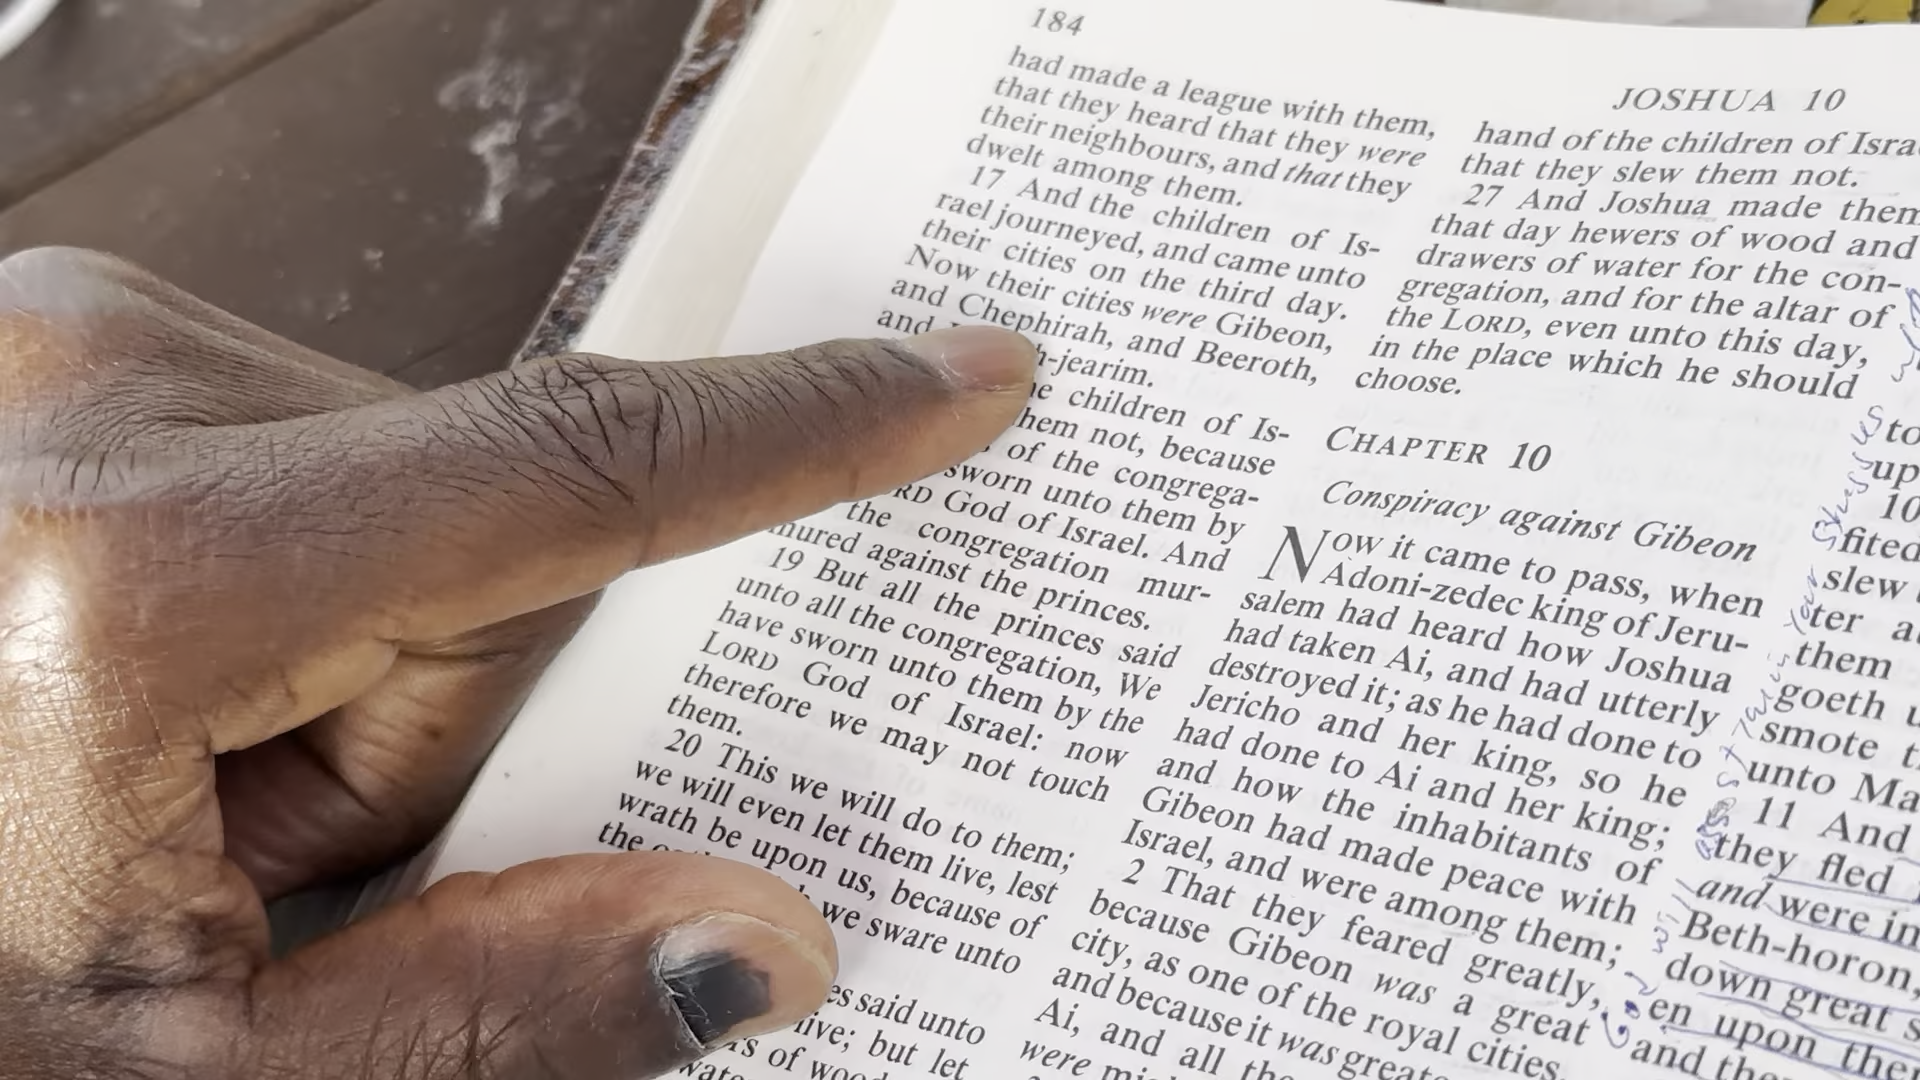 184
JOSHUA 10
had made a league with them,
that they heard that they were
their neighbours, and that they
dwelt among them.
17 And the children of Is-
rael journeyed, and came unto
their cities on the third day.
Now their cities were Gibeon,
and Chephirah, and Beeroth,
and h-jearim.
children of Is-
hem not, because
of the congrega-
sworn unto them by
RD God of Israel. And
the congregation mur-
mured against the princes.
19 But all the princes said
unto all the congregation, We
have sworn unto them by the
LORD God of Israel: now
therefore we may not touch
them.
20 This we will do to them;
we will even let them live, lest
wrath be upon us, because of
the we sware unto
es said unto
live; but let
of
hand of the children of Isra
that they slew them not.
27 And Joshua made them
that day hewers of wood and
drawers of water for the con-
gregation, and for the altar of
the LORD, even unto this day,
in the place which he should
choose.
CHAPTER 10
Conspiracy against Gibeon
NOW it came to pass, when
Adoni-zedec king of Jeru-
salem had heard how Joshua
had taken Ai, and had utterly
destroyed it; as he had done to
Jericho and her king, so he
had done to Ai and her king;
and how the inhabitants of
Gibeon had made peace with
Israel, and were among them;
2 That they feared greatly,
because Gibeon was a great
city, as one of the royal cities,
and because it was greate
Ai, and all the
were
to
up
10
fited
slew
ter a
them
goeth u
smote t
unto Ma
11 And
they fled
and were in
Beth-horon,
down great s
en upon then
and they